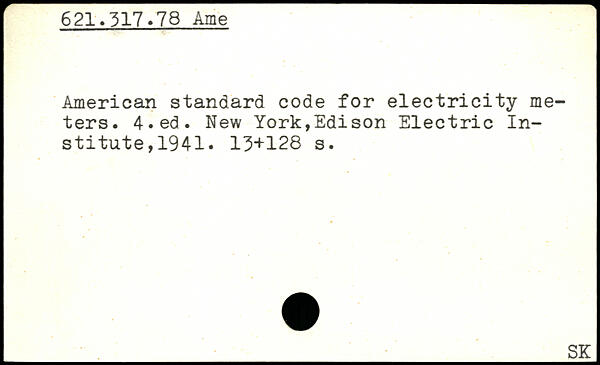 621.317.78 Ame
American standard code for electricity me-
ters. 4.ed. New York,Edison Electric In-
stitute,1941. 13+128 s.
SK